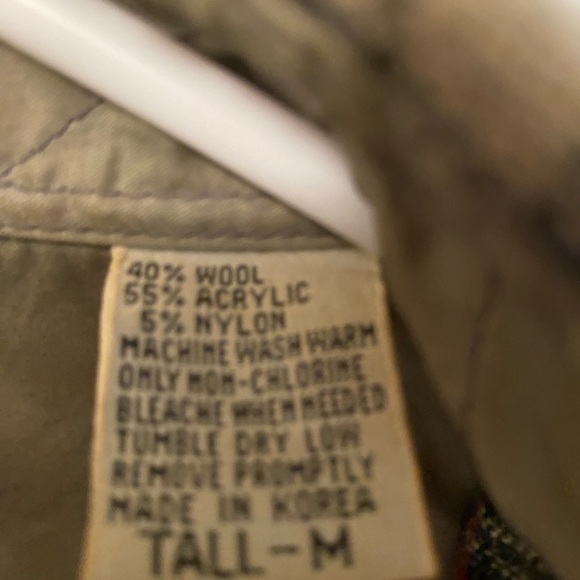 40% WOOL
55% ACRYLIC
5% NYLON
MACHINE WASH WARM
ONLY NON-CHLORINE
BLEACHE WHEN NEEDED
TUMBLE DRY LOW
REMOVE PROMPTLY
MADE IN KOREA
TALL-M